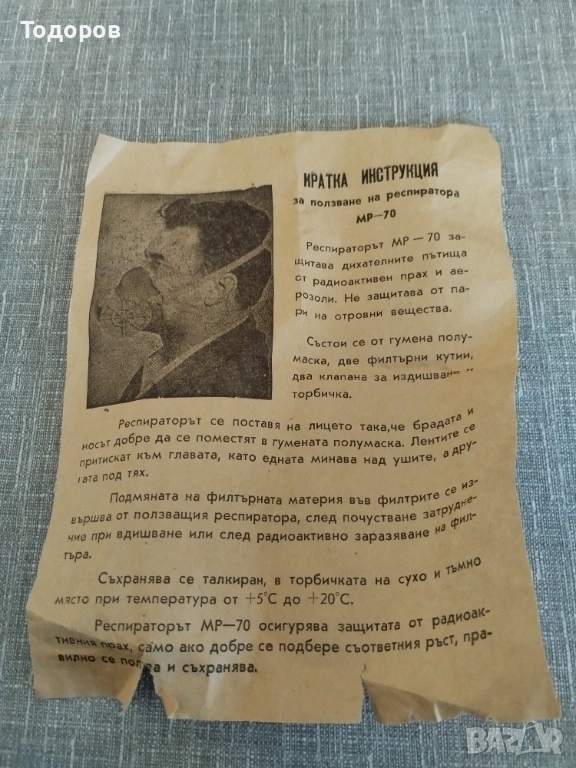 Тодоров
КРАТКА ИНСТРУКЦИЯ
за ползване на респиратора
МР—70
Респираторът МР — 70 за-
щитава дихателните пътища
от радиоактивен прах и ае-
розоли. Не защитава от па-
ри на отровни вещества.
Състои се от гумена полу-
маска, две филтърни кутии,
два клапана за издишване и
торбичка.
Респираторът се поставя на лицето така,че брадата и
носът добре да се поместят в гумената полумаска. Лентите се
притискат към главата, като едната минава над ушите, а дру-
гата под тях.
Подмяната на филтърната материя във филтрите се из-
вършва от ползващия респиратора, след почустване затрудне-
ние при вдишване или след радиоактивно заразяване на фил-
търа.
Съхранява се талкиран, в торбичката на сухо и тъмно
място при температура от +5°С до +20°С.
Респираторът МР—70 осигурява защитата от радиоак-
тивния прах, само ако добре се подбере съответния ръст, пра-
вилно се ползва и съхранява.
BAZAR